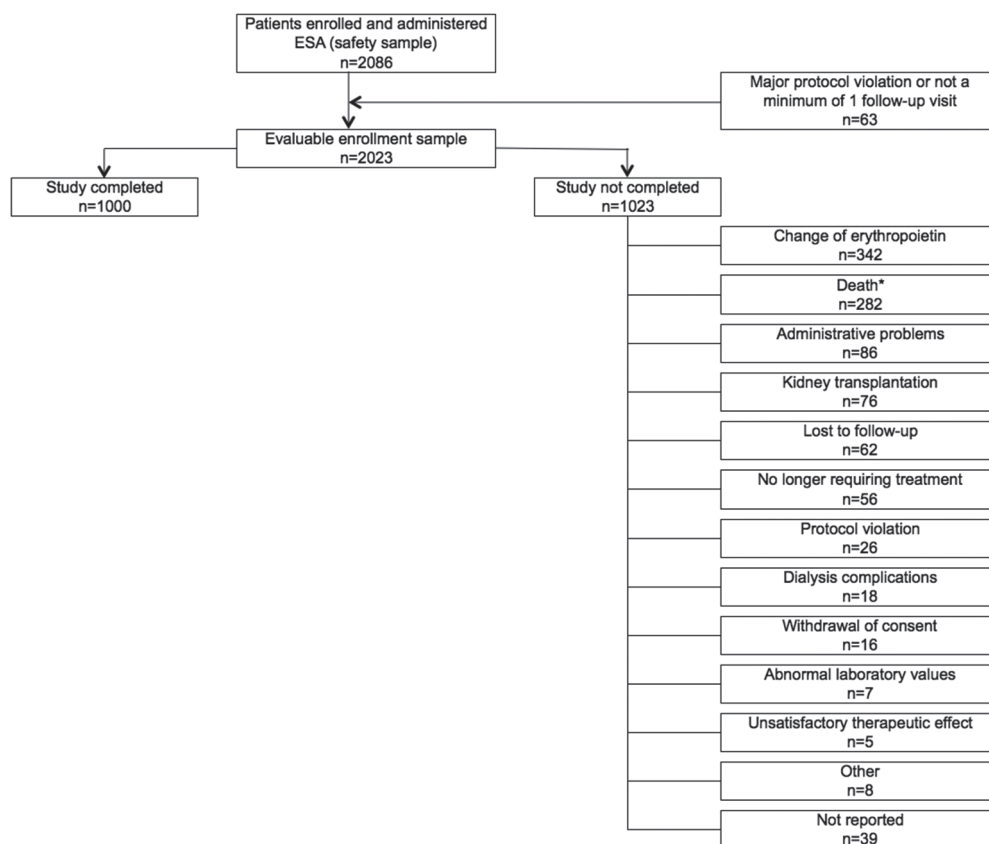 Patients enrolled and administered
ESA (safety sample)
n=2086
Major protocol violation or not a
minimum of 1 follow-up visit
n=63
Evaluable enrollment sample
n=2023
Study completed
n=1000
Study not completed
n=1023
Change of erythropoietin
n=342
Death*
n=282
Administrative problems
n=86
Kidney transplantation
n=76
Lost to follow-up
n=62
No longer requiring treatment
n=56
Protocol violation
n=26
Dialysis complications
n=18
Withdrawal of consent
n=16
Abnormal laboratory values
n=7
Unsatisfactory therapeutic effect
n=5
Other
n=8
Not reported
n=39